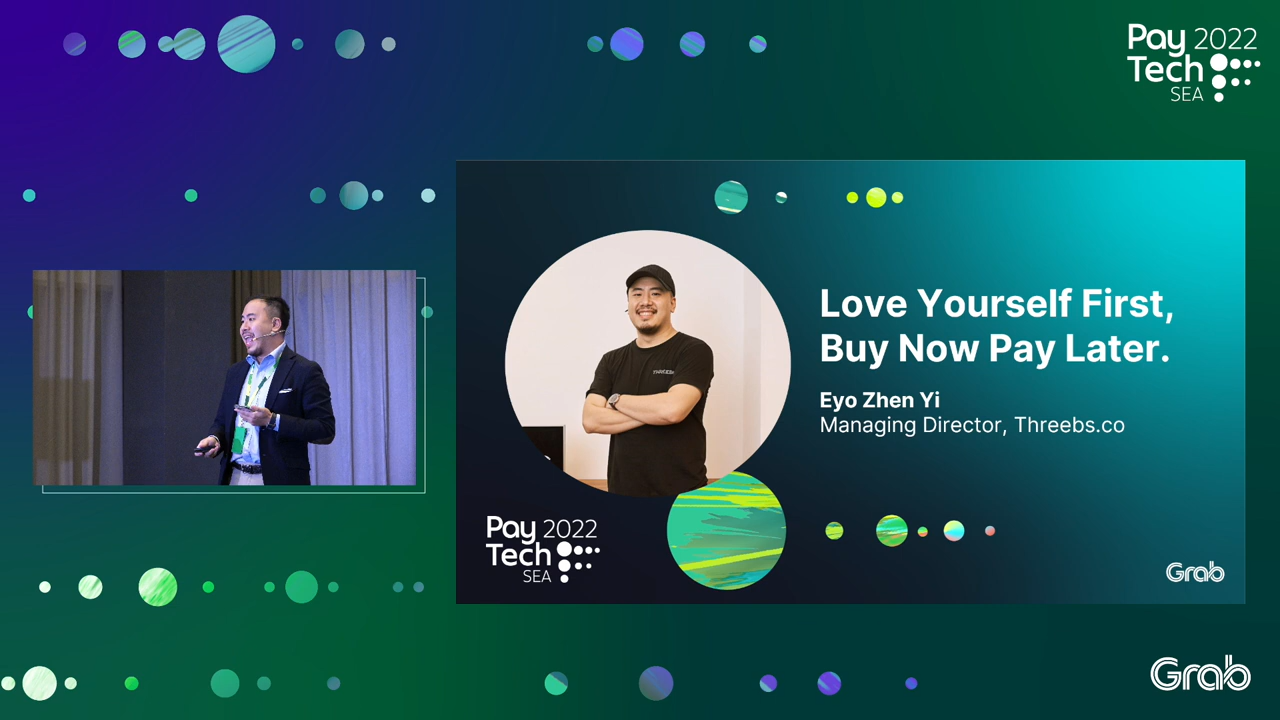 Pay 2022
Tech
SEA
Love Yourself First,
Buy Now Pay Later.
Eyo Zhen Yi
Managing Director, Threebs.co
Pay 2022
Tech
SEA
Grab
Grab